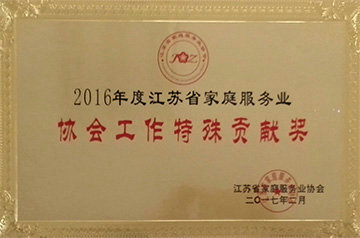 2016年度江苏省家庭服务业
协会工作特殊贡献奖
江苏省家庭服务业协会
二〇一七年二月